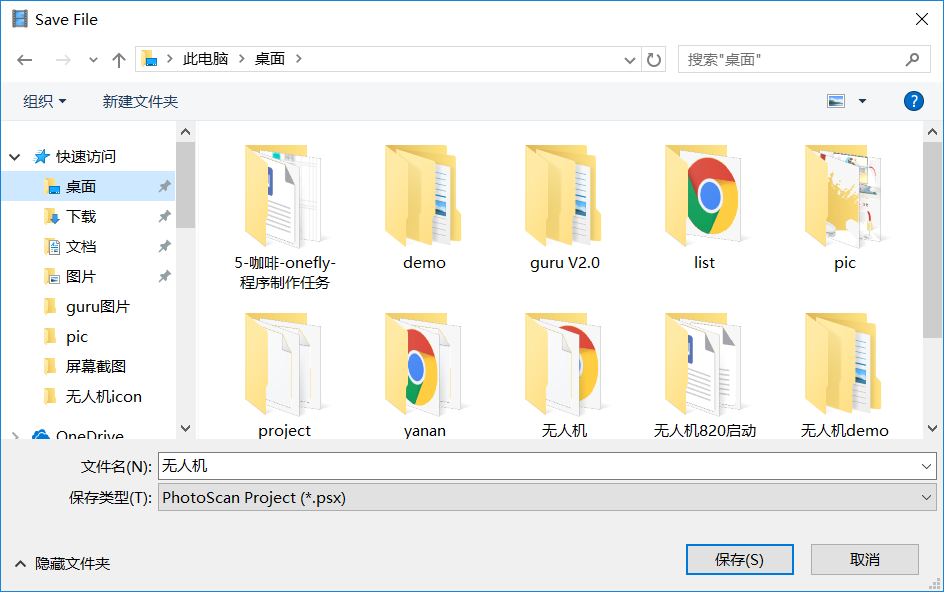 Save File
此电脑
桌面
搜索"桌面"
组织
新建文件夹
?
快速访问
桌面
下载
文档
图片
guru图片
pic
屏幕截图
无人机icon
OneDrive
5-咖啡-onefly-
程序制作任务
demo
guru V2.0
list
pic
project
yanan
无人机
无人机820启动
无人机demo
文件名(N):
无人机
保存类型(T):
PhotoScan Project (*.psx)
隐藏文件夹
保存(S)
取消